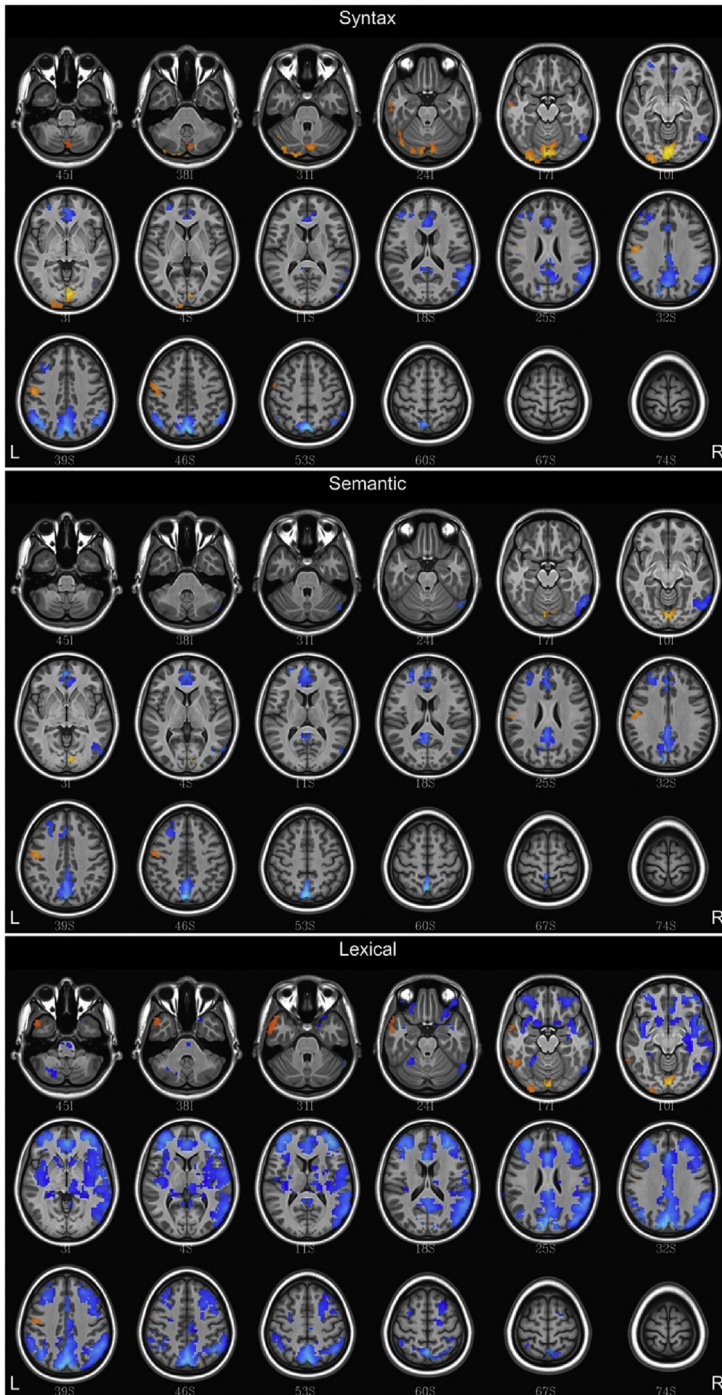 Syntax
45I 38I 31I 24I 17I 10I
3I 4S 11S 18S 25S 32S
L 39S 46S 53S 60S 67S 74S R
Semantic
45I 38I 31I 24I 17I 10I
3I 4S 11S 18S 25S 32S
L 39S 46S 53S 60S 67S 74S R
Lexical
45I 38I 31I 24I 17I 10I
3I 4S 11S 18S 25S 32S
L 39S 46S 53S 60S 67S 74S R